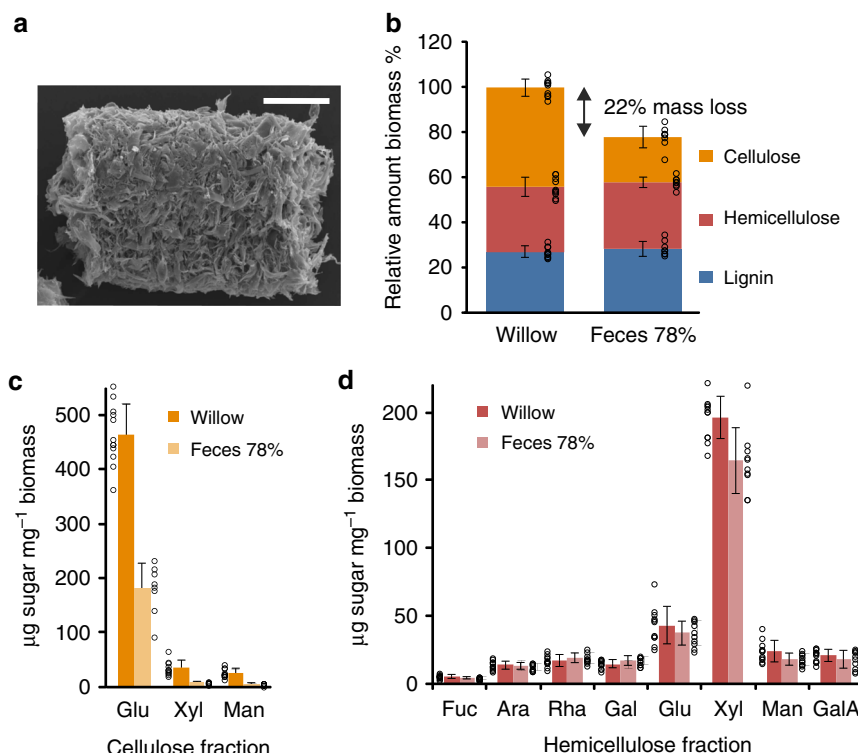 a
b
120
100
80
60
40
20
0
Relative amount biomass %
22% mass loss
Cellulose
Hemicellulose
Lignin
Willow
Feces 78%
c
500
400
300
200
100
0
µg sugar mg⁻¹ biomass
Willow
Feces 78%
Glu
Xyl
Man
Cellulose fraction
d
200
150
100
50
0
µg sugar mg⁻¹ biomass
Willow
Feces 78%
Fuc
Ara
Rha
Gal
Glu
Xyl
Man
GalA
Hemicellulose fraction